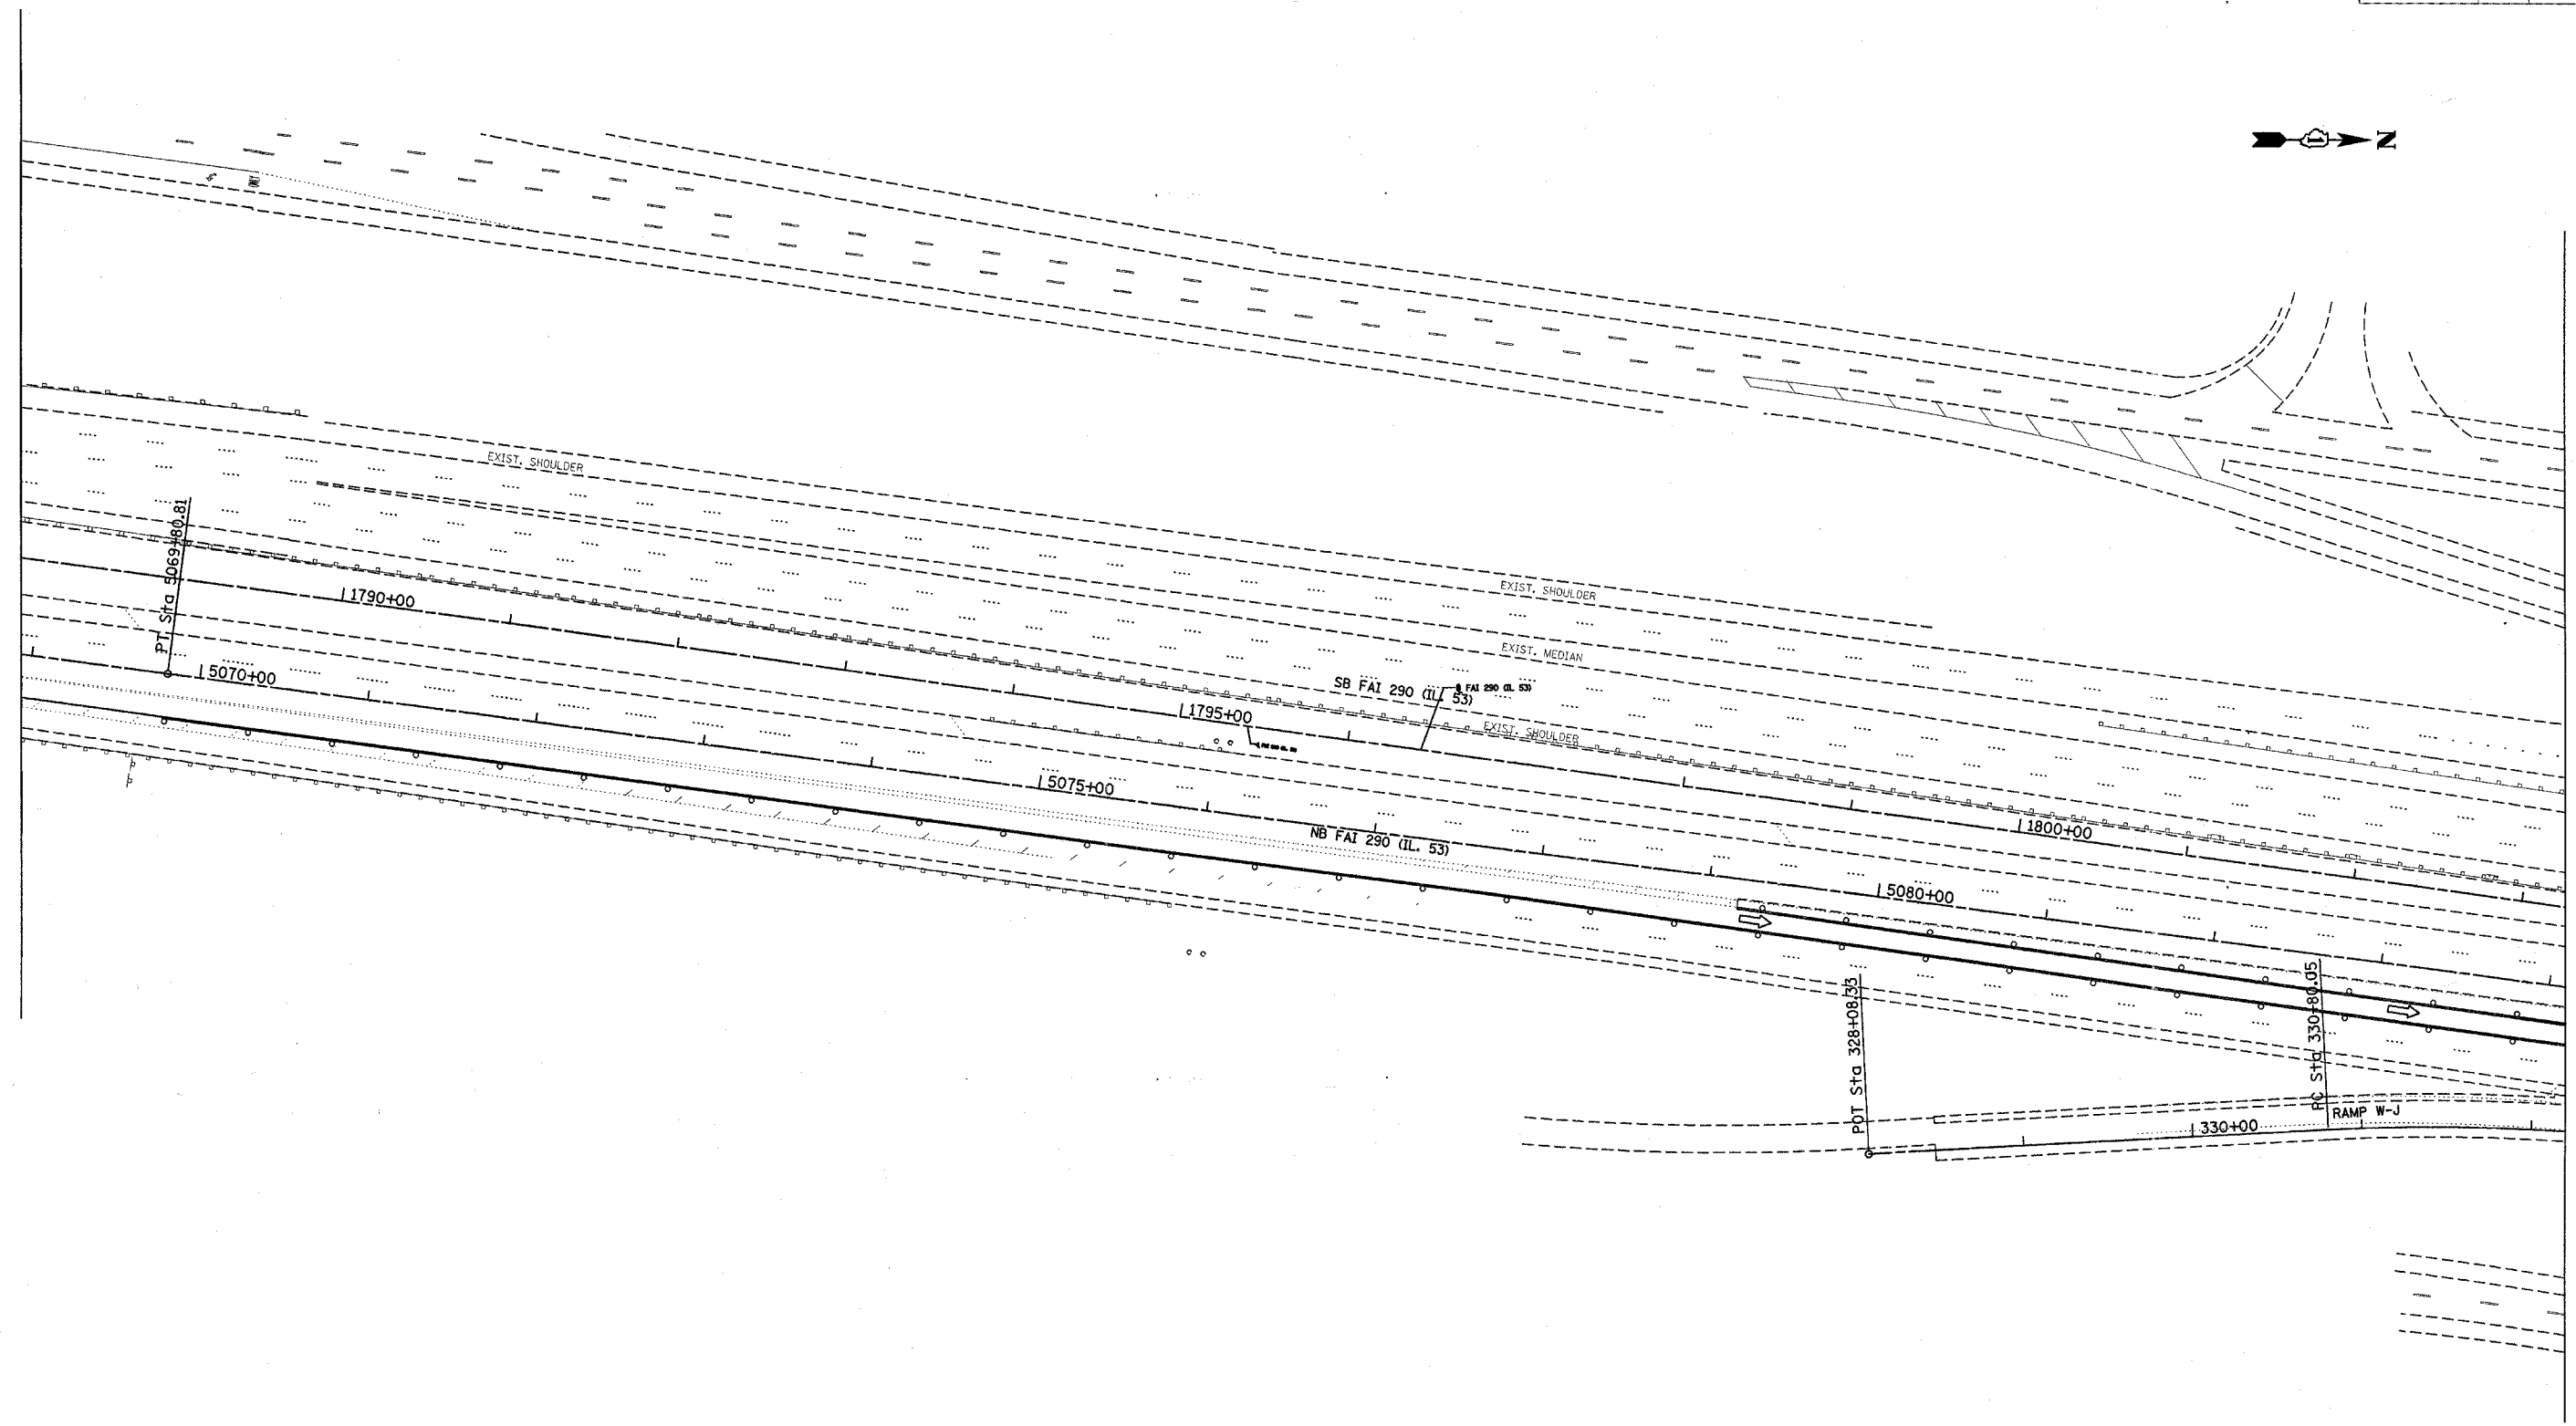 N
EXIST. SHOULDER
PT Sta 5069+80.81
1790+00
5070+00
EXIST. SHOULDER
EXIST. MEDIAN
SB FAI 290 (IL. 53)
FAI 290 (IL. 53)
1795+00
EXIST. SHOULDER
5075+00
NB FAI 290 (IL. 53)
1800+00
5080+00
POT Sta 328+08.33
PC Sta 330+80.05
RAMP W-J
330+00